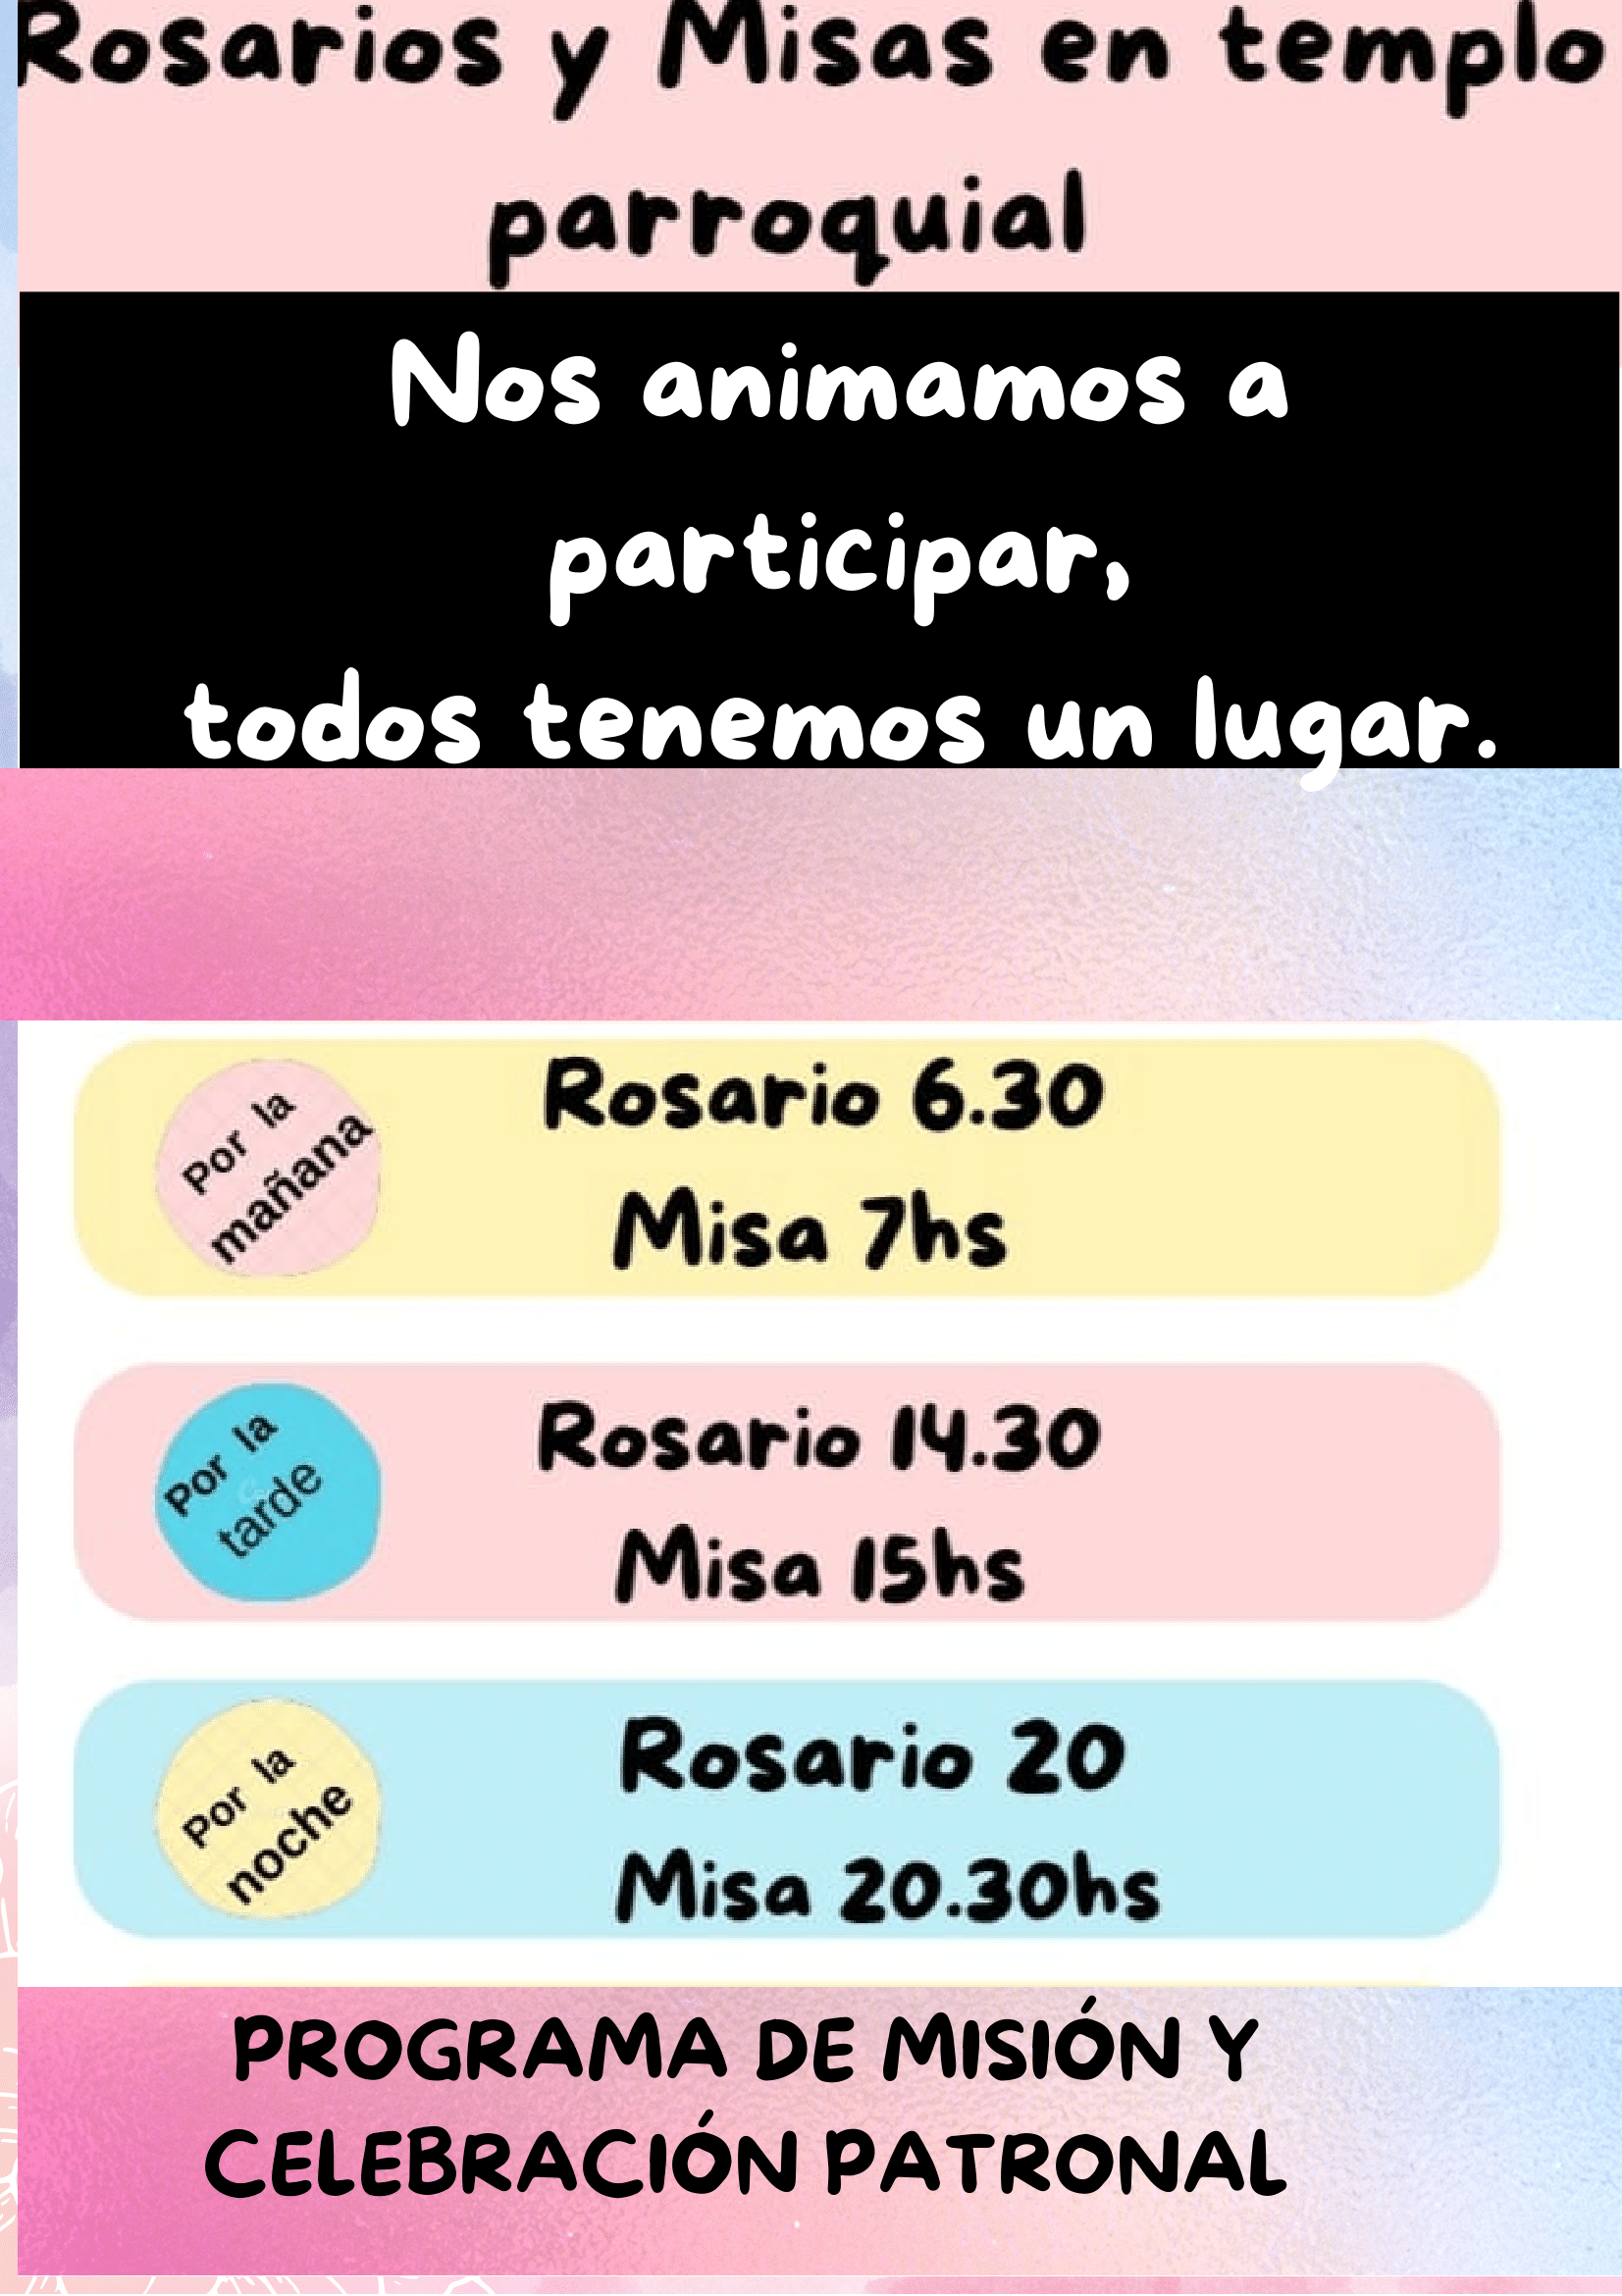 Rosarios y Misas en templo
parroquial
Nos animamos a
participar,
todos tenemos un lugar.
Por la
mañana
Rosario 6.30
Misa 7hs
Por la
tarde
Rosario 14.30
Misa 15hs
Por la
noche
Rosario 20
Misa 20.30hs
PROGRAMA DE MISIÓN Y
CELEBRACIÓN PATRONAL